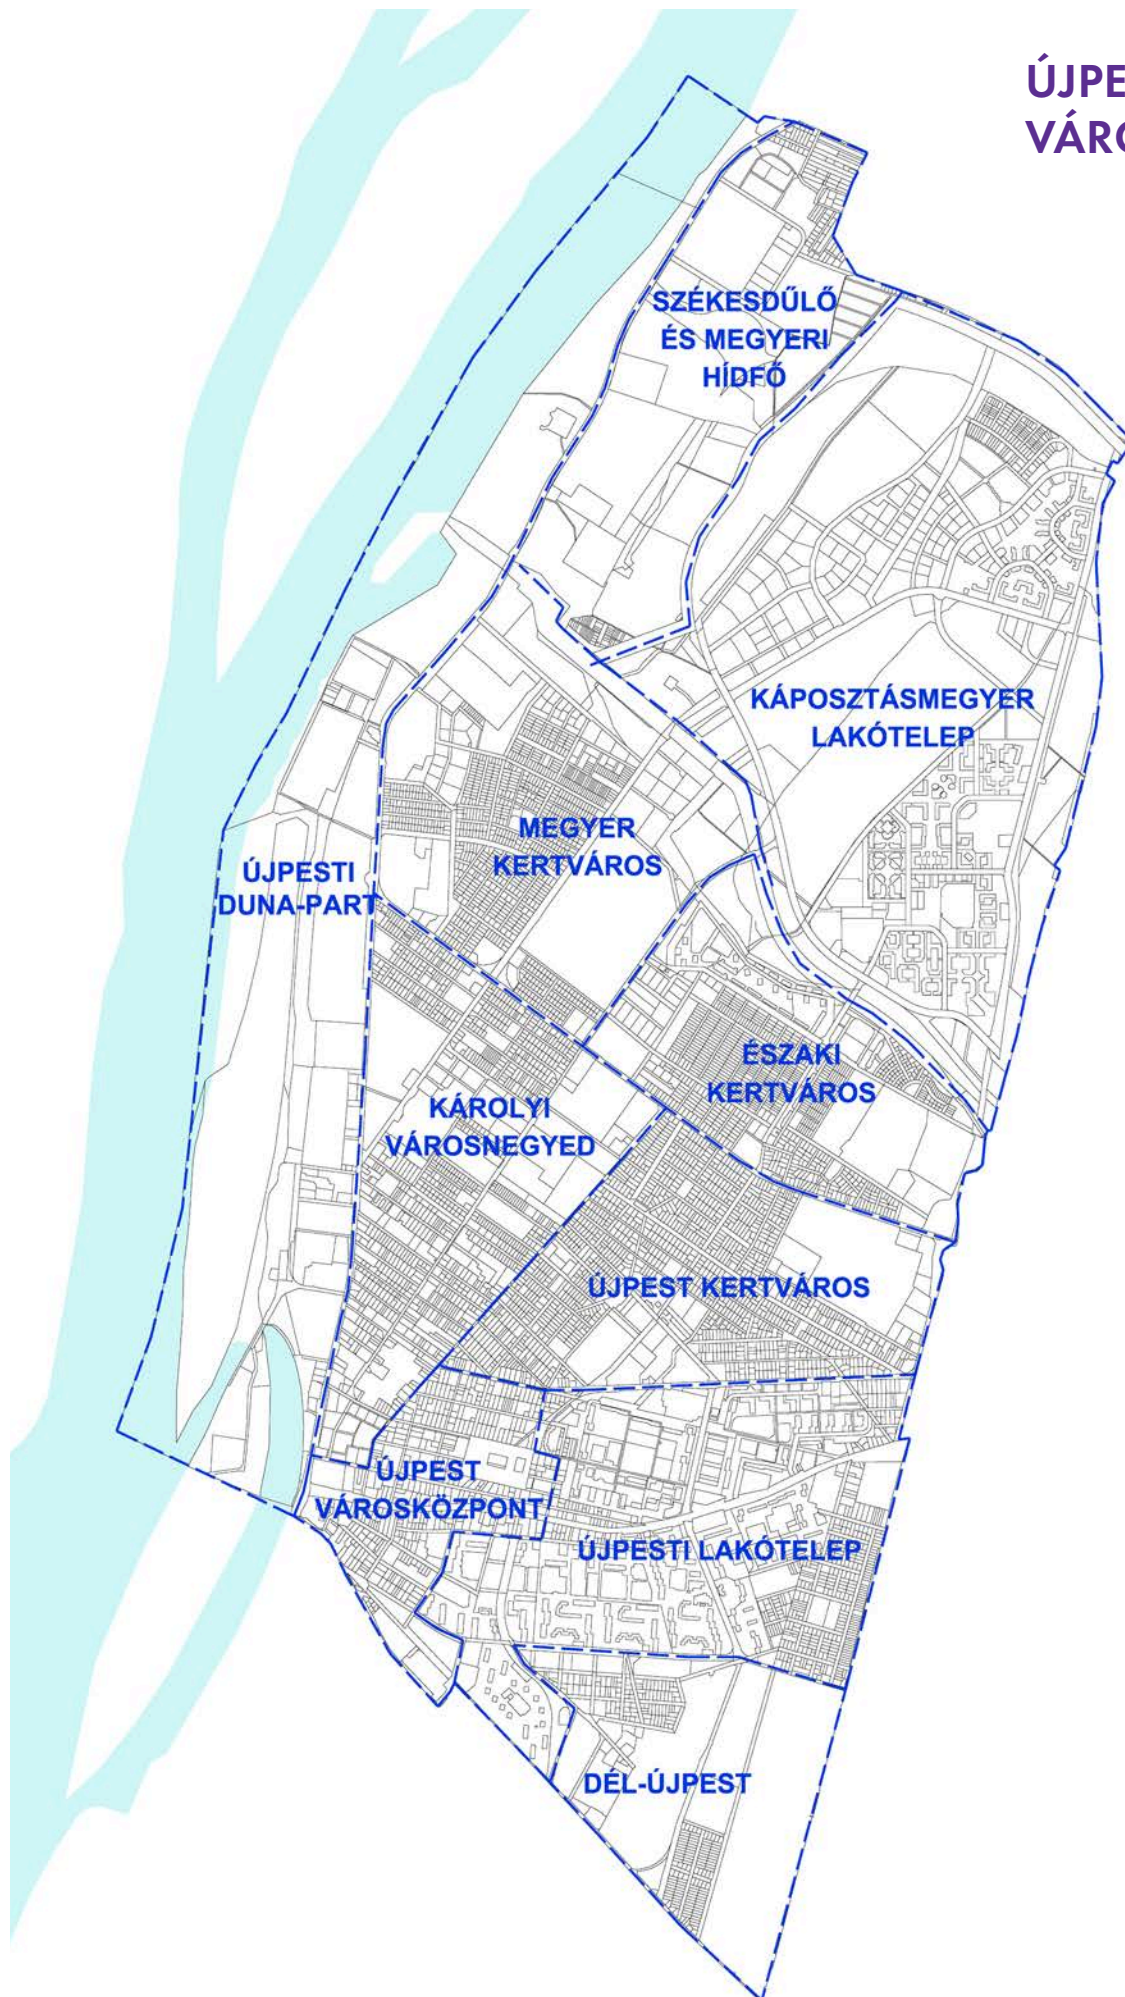 ÚJPE
VÁRO
SZÉKESDŰLŐ
ÉS MEGYERI
HÍDFŐ
KÁPOSZTÁSMEGYER
LAKÓTELEP
MEGYER
KERTVÁROS
ÚJPESTI
DUNA-PART
ÉSZAKI
KERTVÁROS
KÁROLYI
VÁROSNEGYED
ÚJPEST KERTVÁROS
ÚJPEST
VÁROSKÖZPONT
ÚJPESTI LAKÓTELEP
DÉL-ÚJPEST